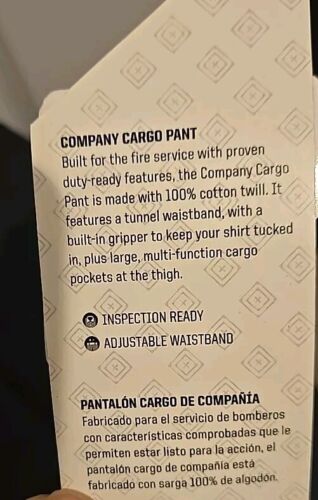 COMPANY CARGO PANT
Built for the fire service with proven
duty-ready features, the Company Cargo
Pant is made with 100% cotton twill. It
features a tunnel waistband, with a
built-in gripper to keep your shirt tucked
in, plus large, multi-function cargo
pockets at the thigh.
INSPECTION READY
ADJUSTABLE WAISTBAND
PANTALÓN CARGO DE COMPAÑÍA
Fabricado para el servicio de bomberos
con características comprobadas que le
permiten estar listo para la acción, el
pantalón cargo de compañía está
fabricado con sarga 100% de algodón.